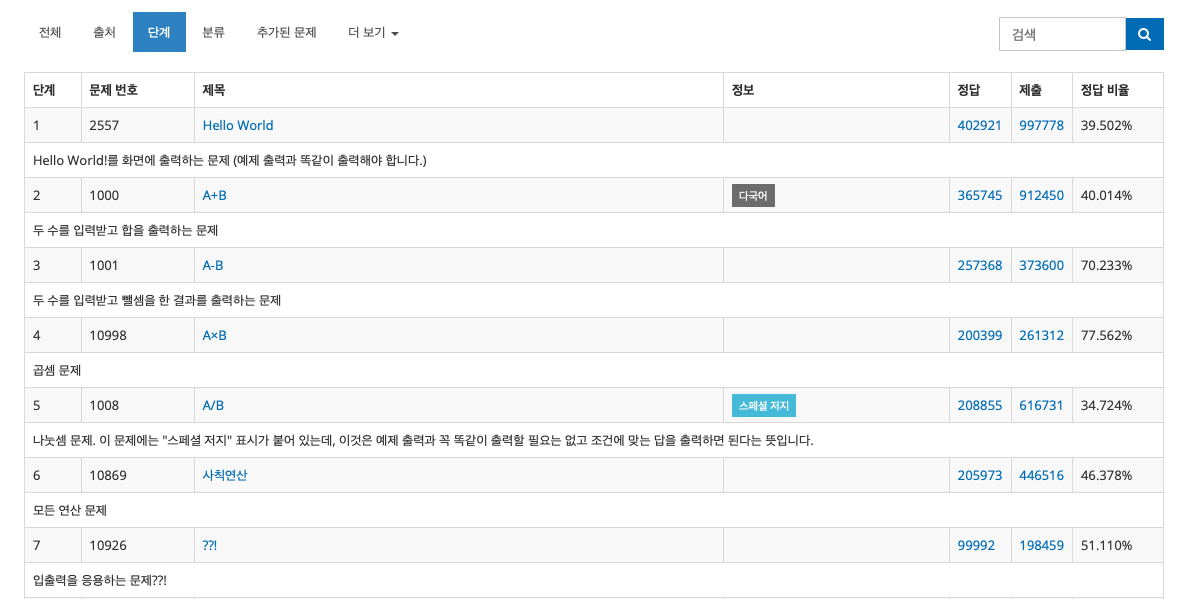 전체 출처 단계 분류 추가된 문제 더 보기 검색
단계 문제 번호 제목 정보 정답 제출 정답 비율
1 2557 Hello World 402921 997778 39.502%
Hello World!를 화면에 출력하는 문제 (예제 출력과 똑같이 출력해야 합니다.)
2 1000 A+B 다국어 365745 912450 40.014%
두 수를 입력받고 합을 출력하는 문제
3 1001 A-B 257368 373600 70.233%
두 수를 입력받고 뺄셈을 한 결과를 출력하는 문제
4 10998 A×B 200399 261312 77.562%
곱셈 문제
5 1008 A/B 스페셜 저지 208855 616731 34.724%
나눗셈 문제. 이 문제에는 "스페셜 저지" 표시가 붙어 있는데, 이것은 예제 출력과 꼭 똑같이 출력할 필요는 없고 조건에 맞는 답을 출력하면 된다는 뜻입니다.
6 10869 사칙연산 205973 446516 46.378%
모든 연산 문제
7 10926 ??! 99992 198459 51.110%
입출력을 응용하는 문제??!